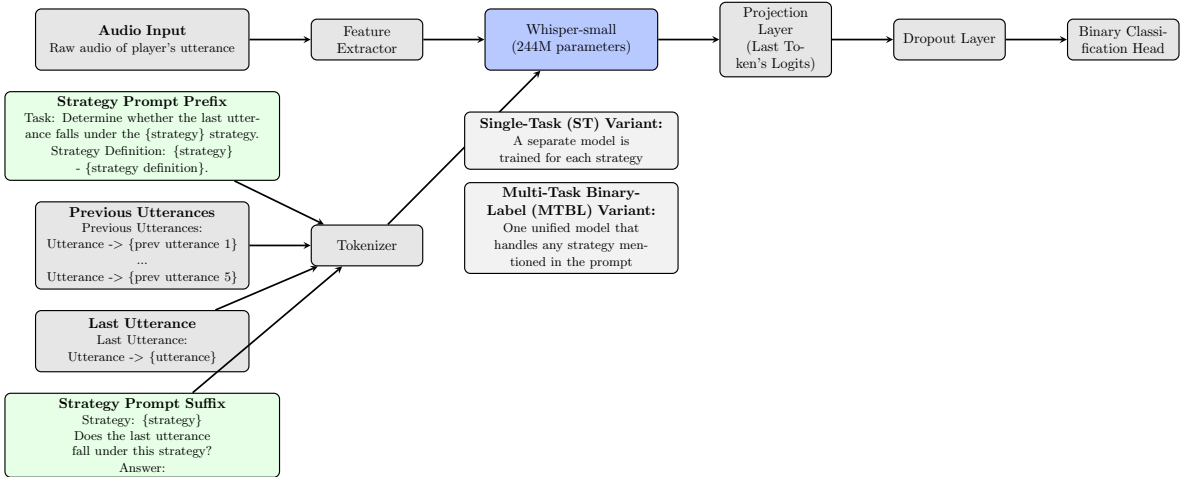 Audio Input
Raw audio of player's utterance
Feature
Extractor
Whisper-small
(244M parameters)
Projection
Layer
(Last To-
ken's Logits)
Dropout Layer
Binary Classi-
fication Head
Strategy Prompt Prefix
Task: Determine whether the last utter-
ance falls under the {strategy} strategy.
Strategy Definition: {strategy}
- {strategy definition}.
Previous Utterances
Previous Utterances:
Utterance -> {prev utterance 1}
...
Utterance -> {prev utterance 5}
Last Utterance
Last Utterance:
Utterance -> {utterance}
Strategy Prompt Suffix
Strategy: {strategy}
Does the last utterance
fall under this strategy?
Answer:
Tokenizer
Single-Task (ST) Variant:
A separate model is
trained for each strategy
Multi-Task Binary-
Label (MTBL) Variant:
One unified model that
handles any strategy men-
tioned in the prompt